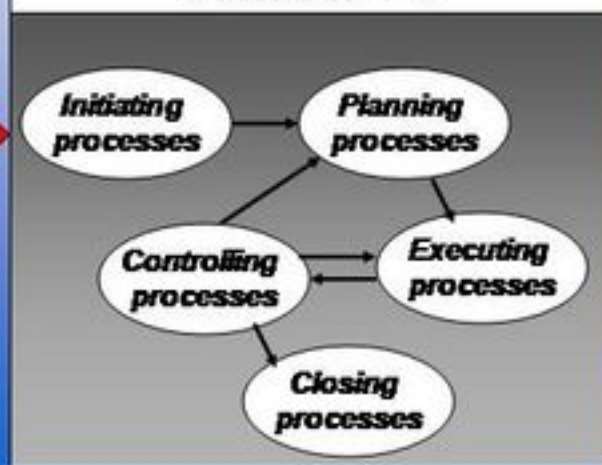 Initiating
processes
Planning
processes
Controlling
processes
Executing
processes
Closing
processes